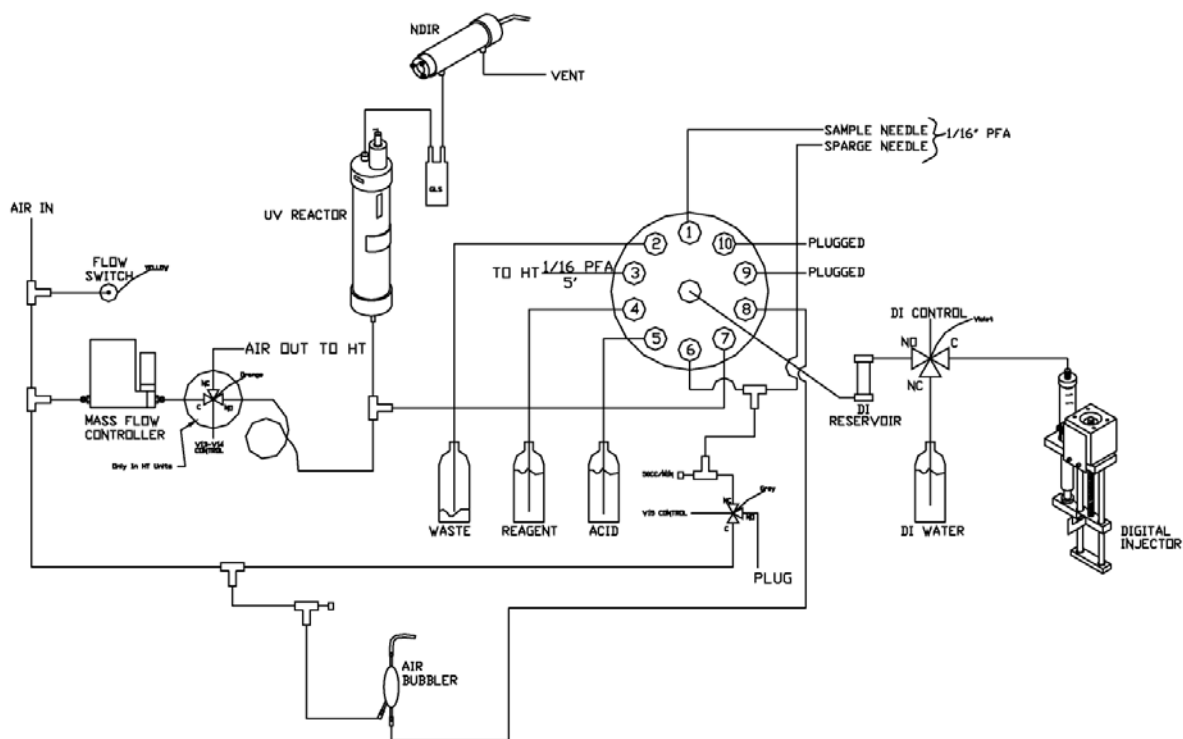 NDIR
VENT
SAMPLE NEEDLE
SPARGE NEEDLE
1/16" PFA
GLS
UV REACTOR
AIR IN
FLOW
SWITCH
YELLOW
TO HT
1/16 PFA
5'
1
2
3
4
5
6
7
8
9
10
PLUGGED
PLUGGED
DI CONTROL
Violet
NO
C
NC
DI
RESERVOIR
AIR OUT TO HT
NC
Orange
C
NO
MASS FLOW
CONTROLLER
Only In HT Units
CONTROL
WASTE
REAGENT
ACID
NC
Grey
NO
C
CONTROL
PLUG
DI WATER
DIGITAL
INJECTOR
AIR
BUBBLER